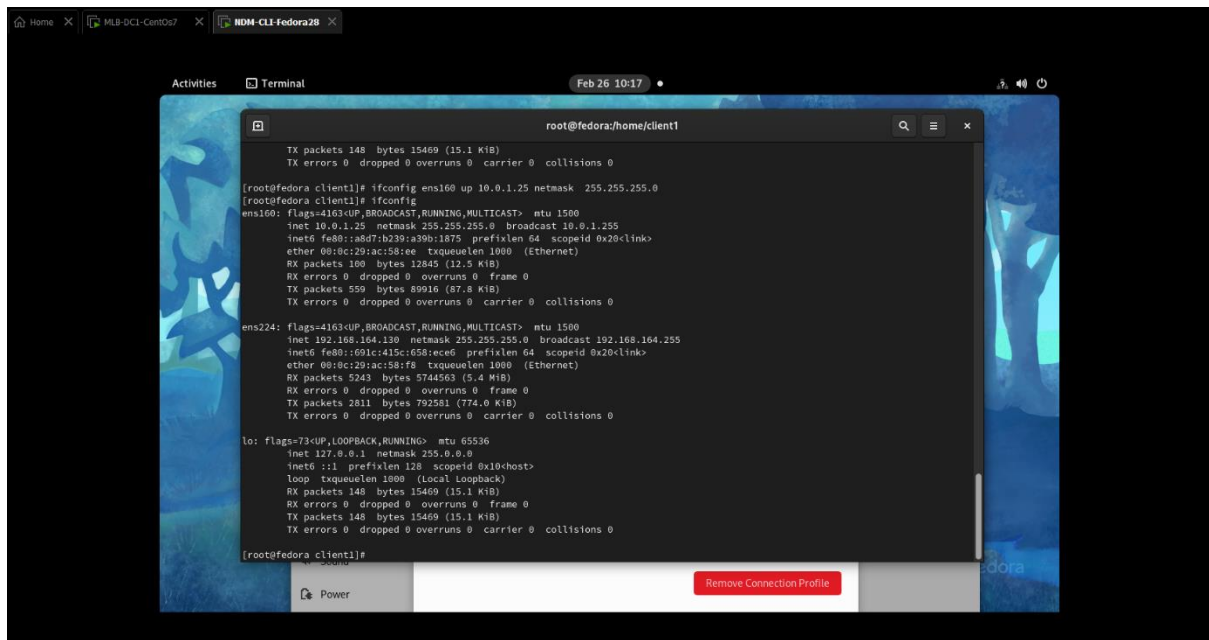 Home MLB-DC1-CentOs7 NDM-CLI-Fedora28
Activities Terminal Feb 26 10:17
root@fedora:/home/client1
TX packets 148 bytes 15469 (15.1 KiB)
TX errors 0 dropped 0 overruns 0 carrier 0 collisions 0
[root@fedora client1]# ifconfig ens160 up 10.0.1.25 netmask 255.255.255.0
[root@fedora client1]# ifconfig
ens160: flags=4163<UP,BROADCAST,RUNNING,MULTICAST> mtu 1500
inet 10.0.1.25 netmask 255.255.255.0 broadcast 10.0.1.255
inet6 fe80::a8d7:b239:a39b:1875 prefixlen 64 scopeid 0x20<link>
ether 00:0c:29:ac:58:ee txqueuelen 1000 (Ethernet)
RX packets 100 bytes 12845 (12.5 KiB)
RX errors 0 dropped 0 overruns 0 frame 0
TX packets 559 bytes 89916 (87.8 KiB)
TX errors 0 dropped 0 overruns 0 carrier 0 collisions 0
ens224: flags=4163<UP,BROADCAST,RUNNING,MULTICAST> mtu 1500
inet 192.168.164.130 netmask 255.255.255.0 broadcast 192.168.164.255
inet6 fe80::691c:415c:658:ece6 prefixlen 64 scopeid 0x20<link>
ether 00:0c:29:ac:58:f8 txqueuelen 1000 (Ethernet)
RX packets 5243 bytes 5744563 (5.4 MiB)
RX errors 0 dropped 0 overruns 0 frame 0
TX packets 2811 bytes 792581 (774.0 KiB)
TX errors 0 dropped 0 overruns 0 carrier 0 collisions 0
lo: flags=73<UP,LOOPBACK,RUNNING> mtu 65536
inet 127.0.0.1 netmask 255.0.0.0
inet6 ::1 prefixlen 128 scopeid 0x10<host>
loop txqueuelen 1000 (Local Loopback)
RX packets 148 bytes 15469 (15.1 KiB)
RX errors 0 dropped 0 overruns 0 frame 0
TX packets 148 bytes 15469 (15.1 KiB)
TX errors 0 dropped 0 overruns 0 carrier 0 collisions 0
[root@fedora client1]#
Sound
Remove Connection Profile
Power